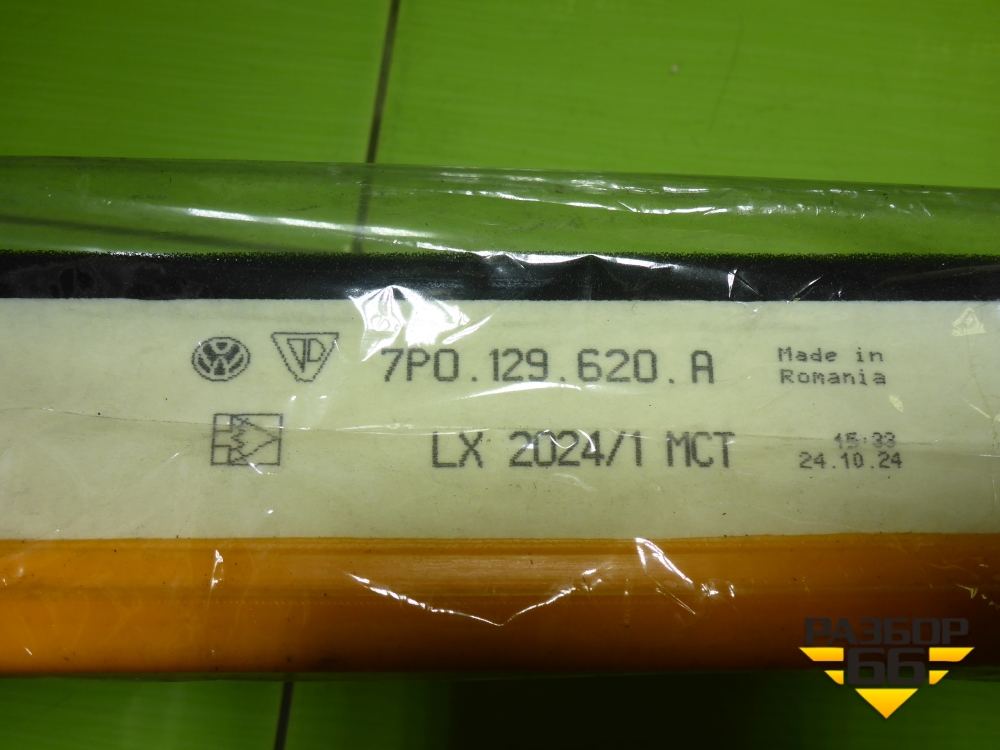 7P0.129.620.A
Made in
Romania
LX 2024/1 MCT
15:33
24.10.24
РАЗБОР
66